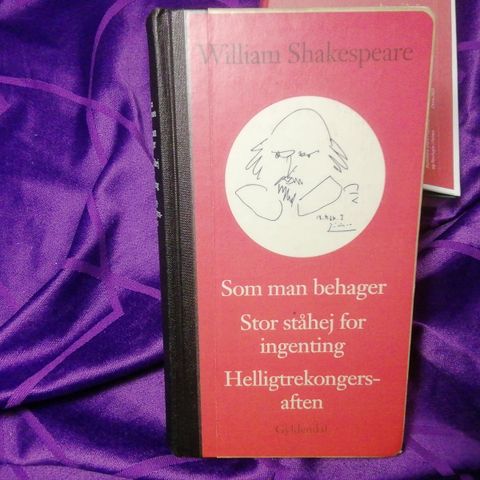 William Shakespeare
Som man behager
Stor ståhej for
ingenting
Helligtrekongers-
aften
Gyldendal